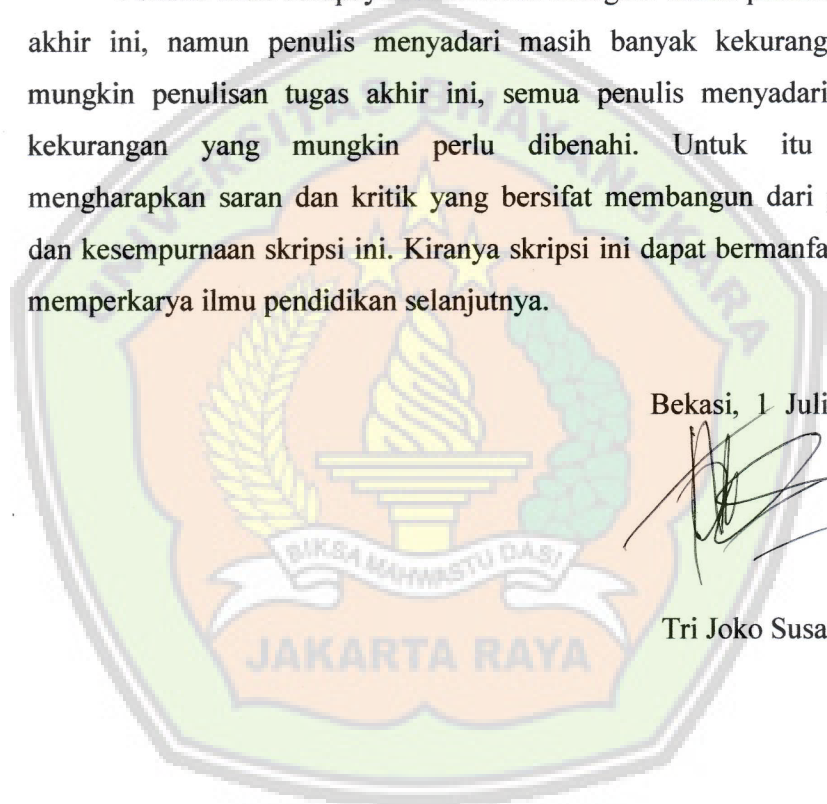 akhir ini, namun penulis menyadari masih banyak kekurang
mungkin penulisan tugas akhir ini, semua penulis menyadari
kekurangan yang mungkin perlu dibenahi. Untuk itu
mengharapkan saran dan kritik yang bersifat membangun dari
dan kesempurnaan skripsi ini. Kiranya skripsi ini dapat bermanfa
memperkarya ilmu pendidikan selanjutnya.
UNIVERSITAS BHAYANGKARA
Bekasi, 1 Juli
BIKSA MAHWASTU DASI
Tri Joko Susa
JAKARTA RAYA